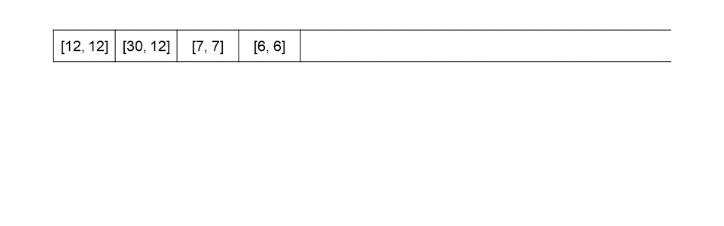 [12, 12] [30, 12] [7, 7] [6, 6]